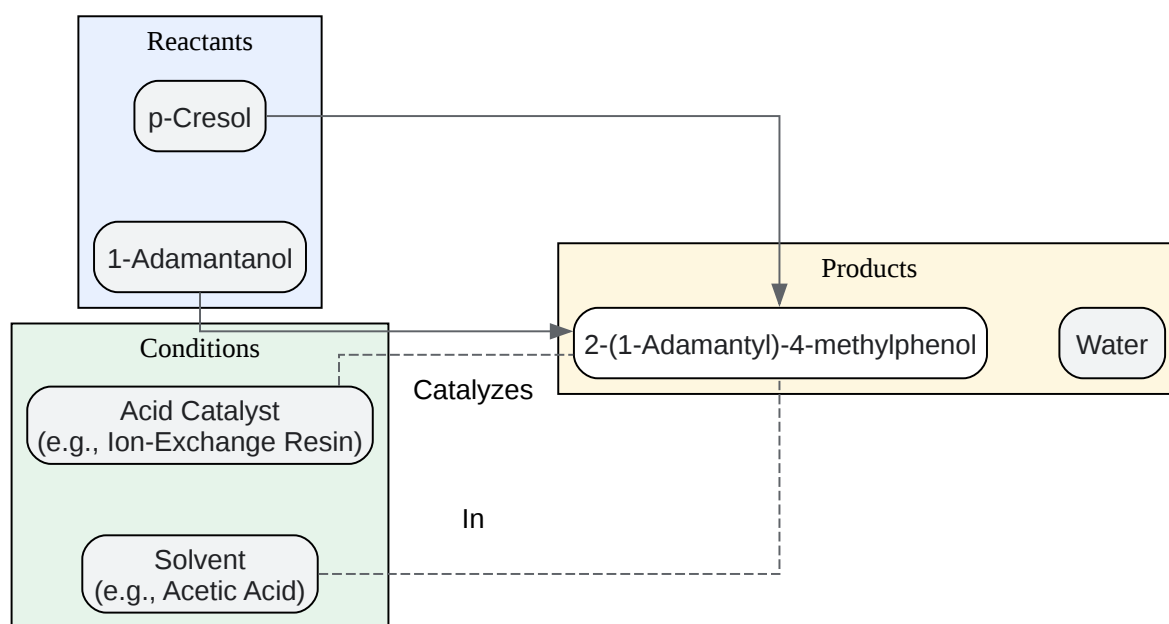 Reactants
p-Cresol
1-Adamantanol
Products
2-(1-Adamantyl)-4-methylphenol
Water
Conditions
Catalyzes
Acid Catalyst
(e.g., Ion-Exchange Resin)
In
Solvent
(e.g., Acetic Acid)